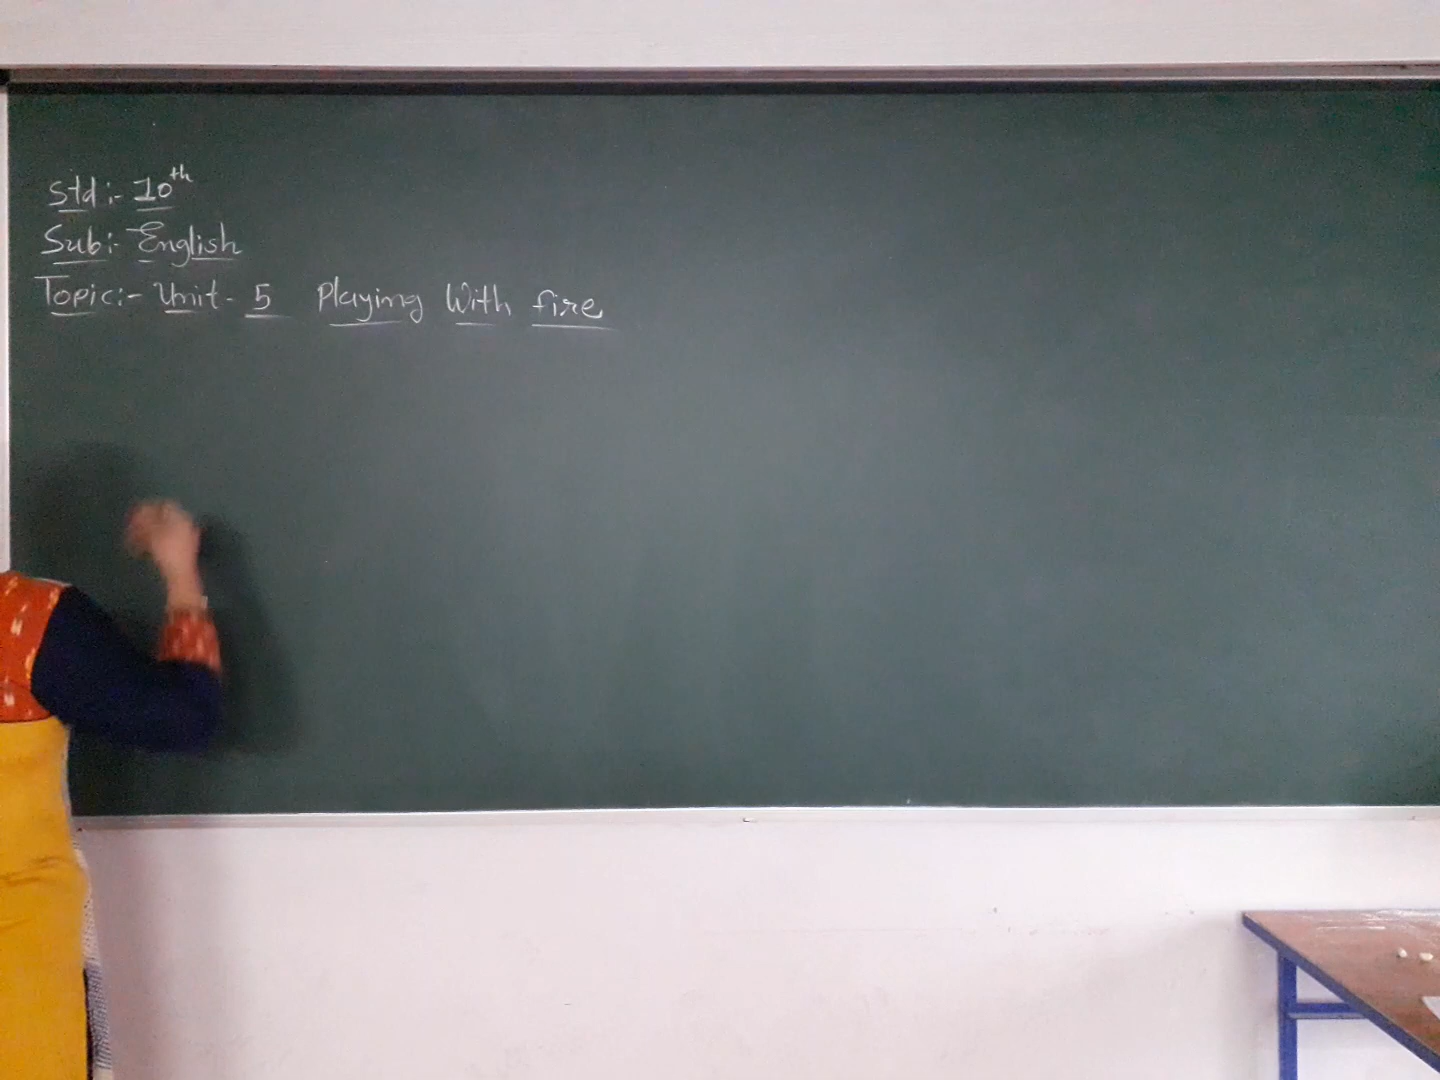 Std:- 10th
Sub:- English
Topic:- Unit- 5 Playing With fire